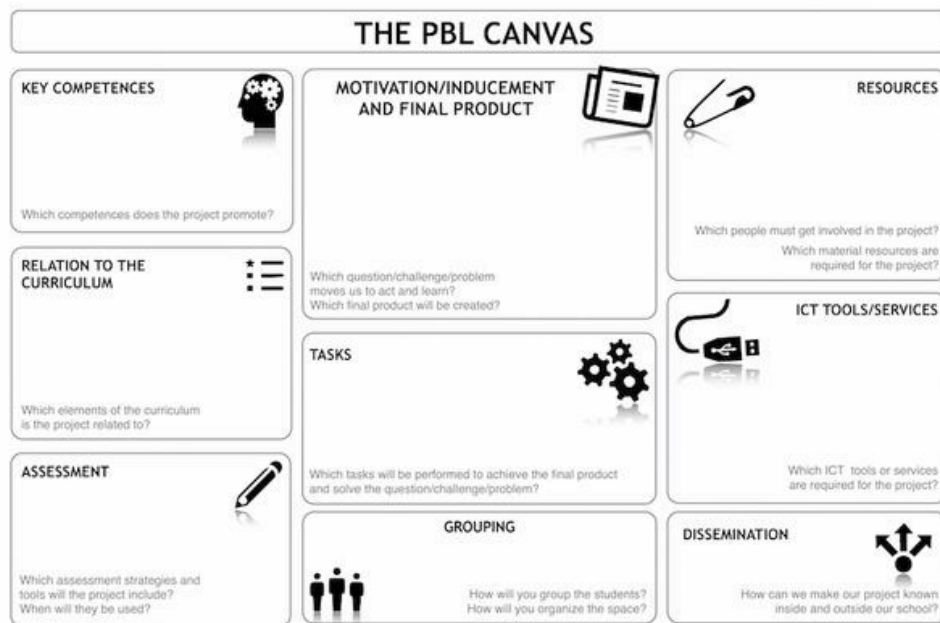 THE PBL CANVAS
KEY COMPETENCES
Which competences does the project promote?
RELATION TO THE
CURRICULUM
Which elements of the curriculum
is the project related to?
ASSESSMENT
Which assessment strategies and
tools will the project include?
When will they be used?
MOTIVATION/INDUCEMENT
AND FINAL PRODUCT
Which question/challenge/problem
moves us to act and learn?
Which final product will be created?
TASKS
Which tasks will be performed to achieve the final product
and solve the question/challenge/problem?
GROUPING
How will you group the students?
How will you organize the space?
RESOURCES
Which people must get involved in the project?
Which material resources are
required for the project?
ICT TOOLS/SERVICES
Which ICT tools or services
are required for the project?
DISSEMINATION
How can we make our project known
inside and outside our school?